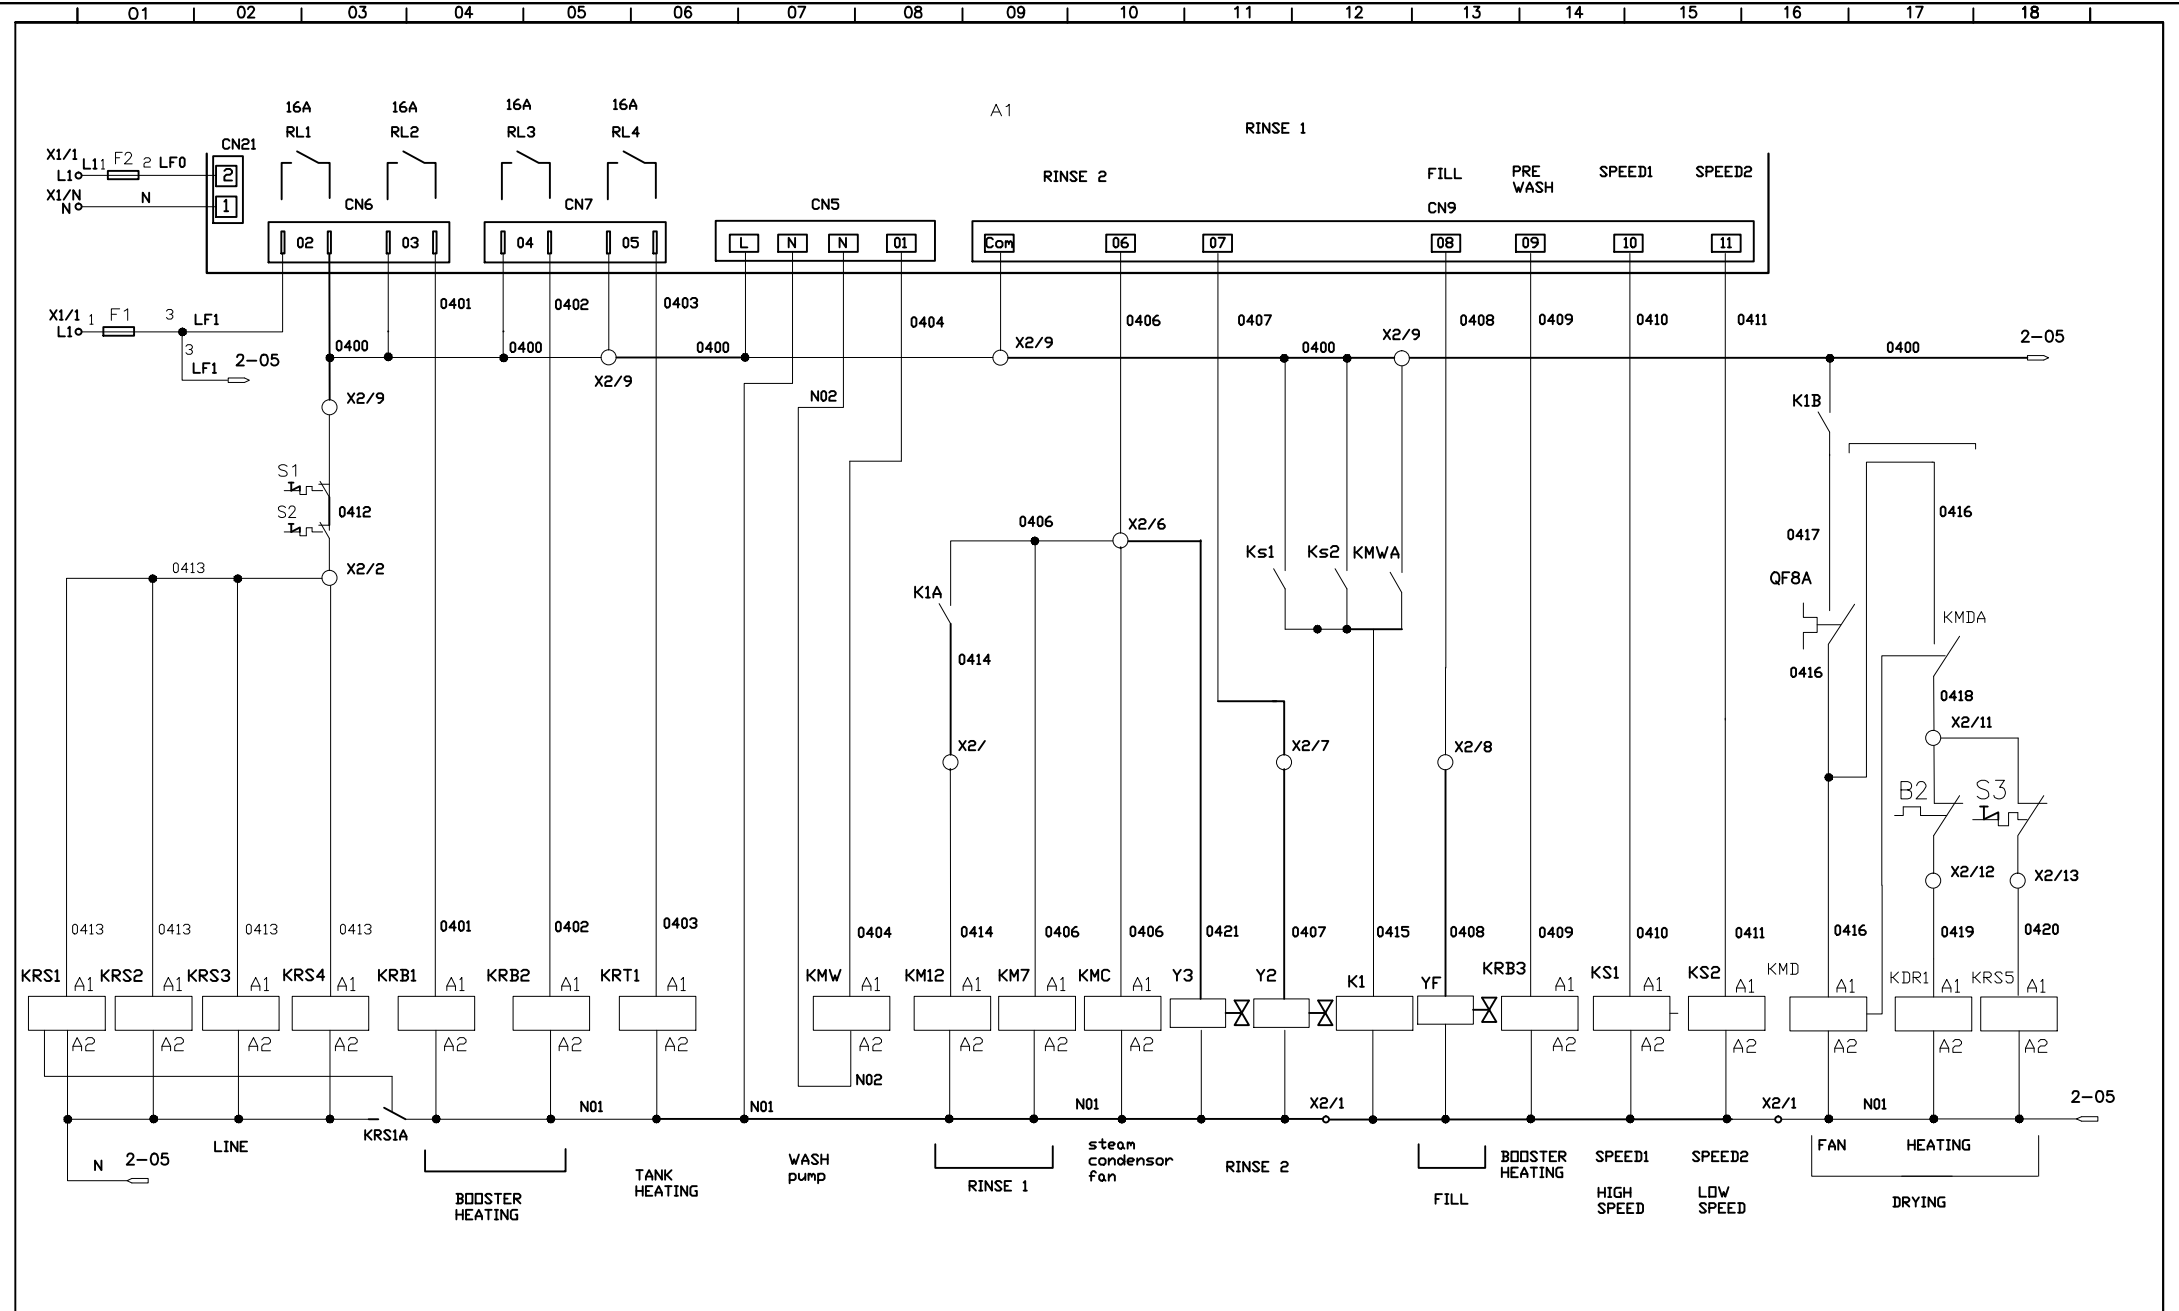 01 02 03 04 05 06 07 08 09 10 11 12 13 14 15 16 17 18
16A 16A 16A 16A
A1
RL1 RL2 RL3 RL4
RINSE 1
CN21
X1/1 L11 F2 2 LF0
L1
2
X1/N
N N
1
RINSE 2
FILL PRE SPEED1 SPEED2
WASH
CN6 CN7 CN5 CN9
02 03 04 05 L N N 01 Com 06 07 08 09 10 11
0401 0402 0403 0404 0406 0407 0408 0409 0410 0411
X1/1 1 F1 3 LF1
L1
3
LF1 2-05
0400 0400 0400 0400 0400
X2/9 X2/9 X2/9 2-05
X2/9
N02
K1B
S1
S2 0412
X2/2
0413
0406 X2/6
Ks1 Ks2 KMWA
K1A
0414
0417
0416
QF8A
KMDA
0416
0418
X2/ X2/7 X2/8
X2/11
B2 S3
X2/12 X2/13
0413 0413 0413 0413 0401 0402 0403 0404 0414 0406 0406 0421 0407 0415 0408 0409 0410 0411 0416 0419 0420
KRS1 KRS2 KRS3 KRS4 KRB1 KRB2 KRT1 KMW KM12 KM7 KMC Y3 Y2 K1 YF KRB3 KS1 KS2 KMD KDR1 KRS5
A1 A1 A1 A1 A1 A1 A1 A1 A1 A1 A1 A1 A1 A1 A1 A1 A1
A2 A2 A2 A2 A2 A2 A2 A2 A2 A2 A2 A2 A2 A2 A2 A2 A2
N02
N01 N01 N01 X2/1 X2/1 N01 2-05
KRS1A
LINE
N 2-05
BOOSTER
HEATING
TANK
HEATING
WASH
pump
RINSE 1
steam
condensor
fan
RINSE 2
FILL
BOOSTER
HEATING
SPEED1
HIGH
SPEED
SPEED2
LOW
SPEED
FAN HEATING
DRYING